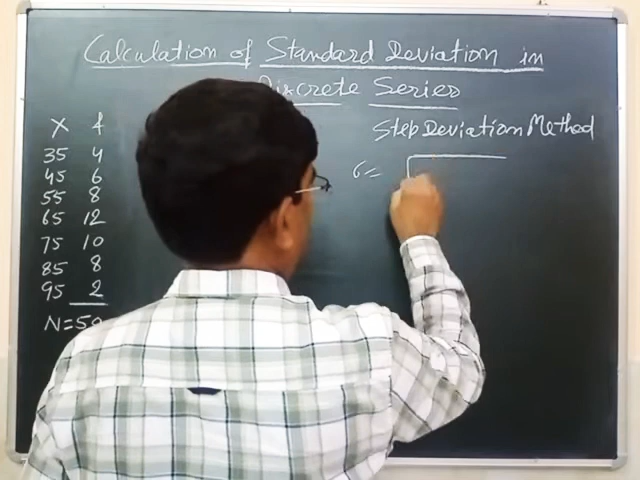 Calculation of Standard Deviation in
Discrete Series
Step Deviation Method
σ =
X f
35 4
45 6
55 8
65 12
75 10
85 8
95 2
N=50